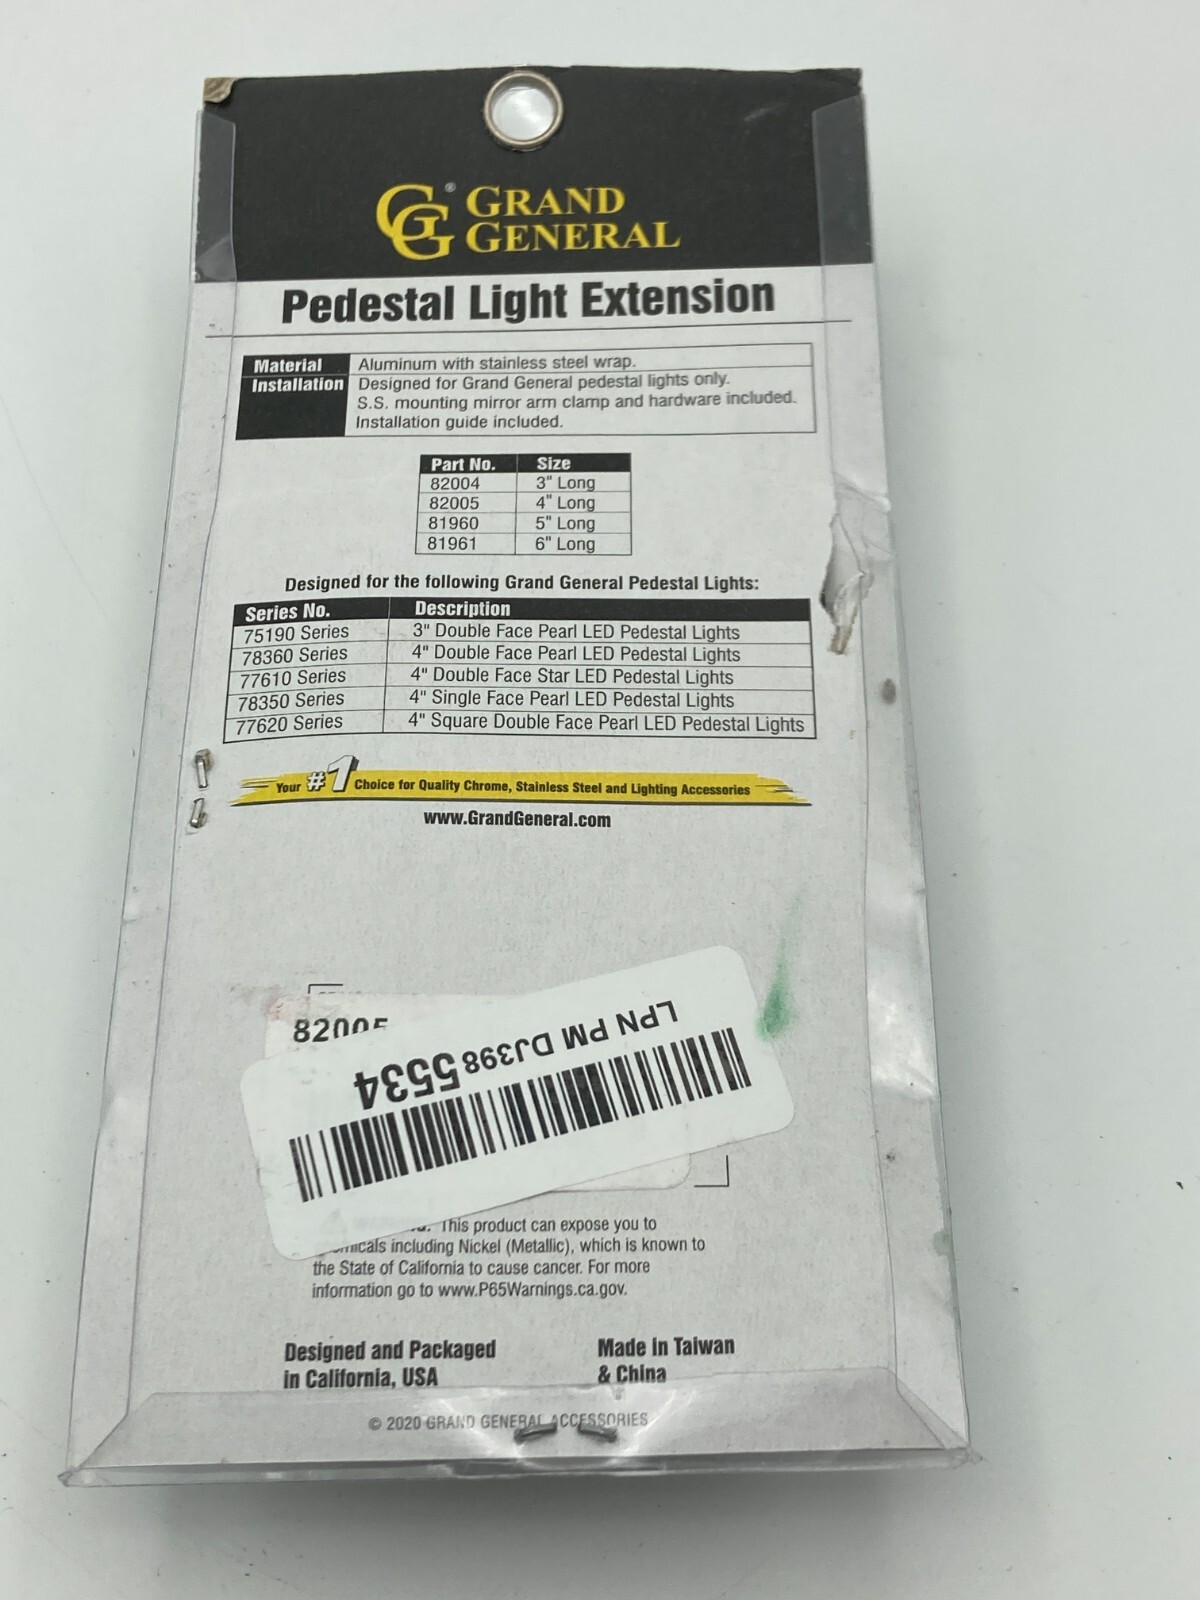 GG® GRAND
GENERAL
Pedestal Light Extension
Material Aluminum with stainless steel wrap.
Installation Designed for Grand General pedestal lights only.
S.S. mounting mirror arm clamp and hardware included.
Installation guide included.
Part No. Size
82004 3" Long
82005 4" Long
81960 5" Long
81961 6" Long
Designed for the following Grand General Pedestal Lights:
Series No. Description
75190 Series 3" Double Face Pearl LED Pedestal Lights
78360 Series 4" Double Face Pearl LED Pedestal Lights
77610 Series 4" Double Face Star LED Pedestal Lights
78350 Series 4" Single Face Pearl LED Pedestal Lights
77620 Series 4" Square Double Face Pearl LED Pedestal Lights
Your #1 Choice for Quality Chrome, Stainless Steel and Lighting Accessories
www.GrandGeneral.com
82005
LPN PM DJ398 5534
This product can expose you to
including Nickel (Metallic), which is known to
the State of California to cause cancer. For more
information go to www.P65Warnings.ca.gov.
Designed and Packaged
in California, USA
Made in Taiwan
& China
© 2020 GRAND GENERAL ACCESSORIES